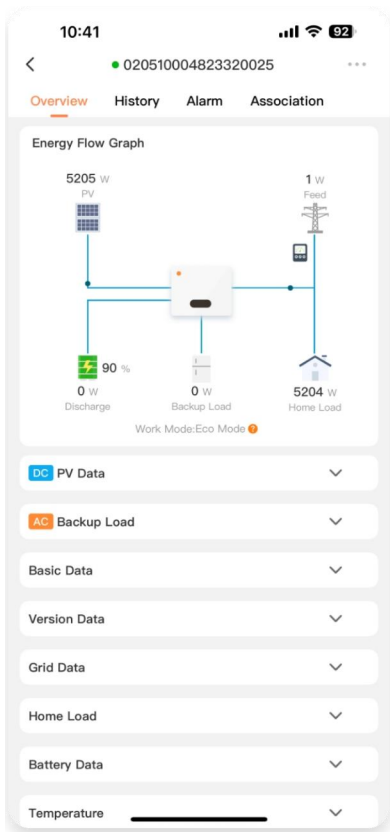 10:41
92
020510004823320025
Overview History Alarm Association
Energy Flow Graph
5205 W
PV
1 W
Feed
90 %
0 W
Discharge
0 W
Backup Load
5204 W
Home Load
Work Mode:Eco Mode ?
DC PV Data
AC Backup Load
Basic Data
Version Data
Grid Data
Home Load
Battery Data
Temperature